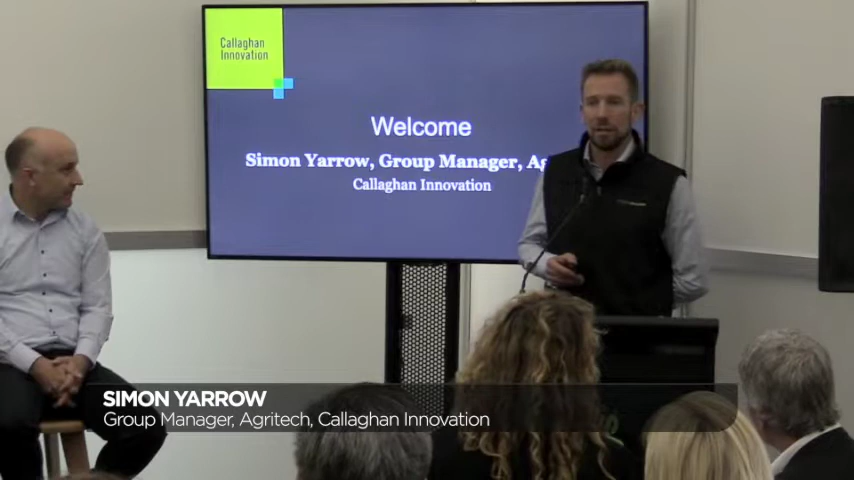 Callaghan
Innovation
Welcome
Simon Yarrow, Group Manager, Ag
Callaghan Innovation
SIMON YARROW
Group Manager, Agritech, Callaghan Innovation